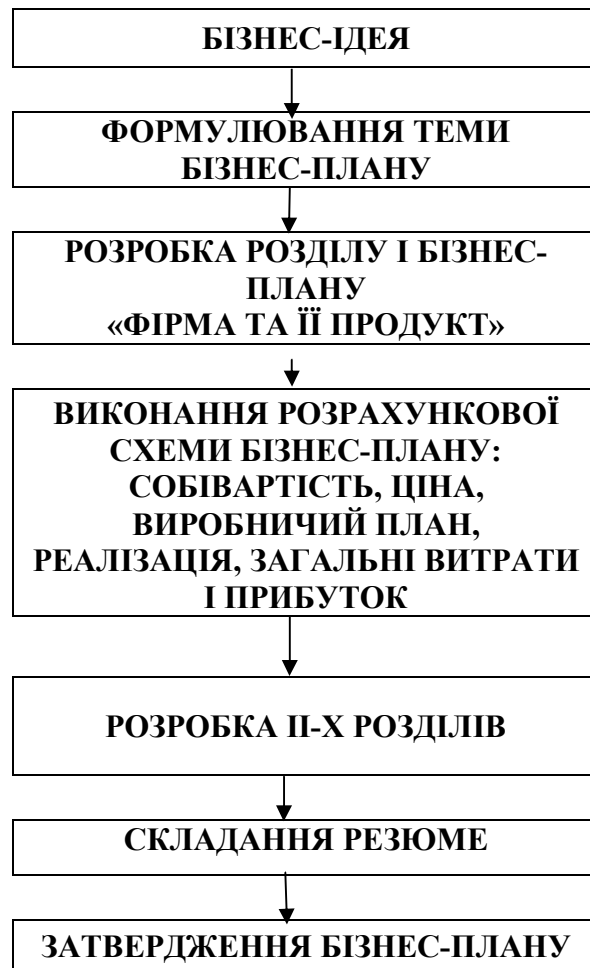 БІЗНЕС-ІДЕЯ
ФОРМУЛЮВАННЯ ТЕМИ
БІЗНЕС-ПЛАНУ
РОЗРОБКА РОЗДІЛУ І БІЗНЕС-
ПЛАНУ
«ФІРМА ТА ЇЇ ПРОДУКТ»
ВИКОНАННЯ РОЗРАХУНКОВОЇ
СХЕМИ БІЗНЕС-ПЛАНУ:
СОБІВАРТІСТЬ, ЦІНА,
ВИРОБНИЧИЙ ПЛАН,
РЕАЛІЗАЦІЯ, ЗАГАЛЬНІ ВИТРАТИ
І ПРИБУТОК
РОЗРОБКА ІІ-Х РОЗДІЛІВ
СКЛАДАННЯ РЕЗЮМЕ
ЗАТВЕРДЖЕННЯ БІЗНЕС-ПЛАНУ